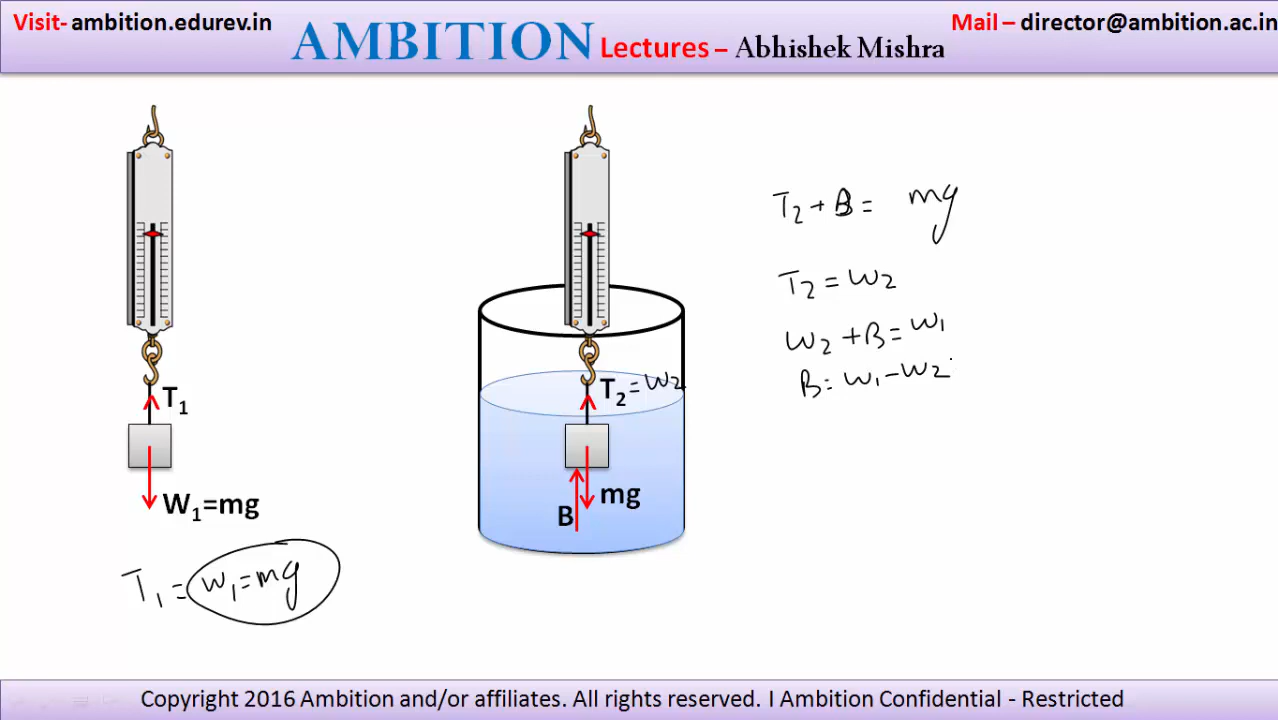 Visit- ambition.edurev.in
AMBITION Lectures – Abhishek Mishra
Mail – director@ambition.ac.in
T1
W1=mg
T1 = W1=mg
T2 = W2
mg
B
T2 + B = mg
T2 = W2
W2 + B = W1
B = W1 – W2
Copyright 2016 Ambition and/or affiliates. All rights reserved. I Ambition Confidential - Restricted